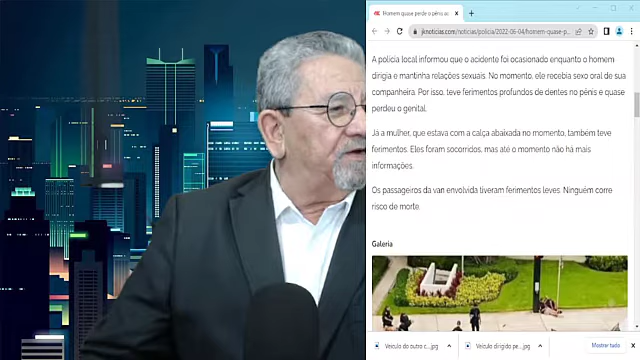 Homem quase perde o pênis ao
jknoticias.com/noticias/policia/2022-06-04/homem-quase-p...
A policia local informou que o acidente foi ocasionado enquanto o homem
dirigia e mantinha relações sexuais. No momento, ele recebia sexo oral de sua
companheira. Por isso, teve ferimentos profundos de dentes no pênis e quase
perdeu o genital.
Já a mulher, que estava com a calça abaixada no momento, também teve
ferimentos. Eles foram socorridos, mas até o momento não há mais
informações.
Os passageiros da van envolvida tiveram ferimentos leves. Ninguém corre
risco de morte.
Galeria
Veículo do outro c....jpg
Veículo dirigido pe....jpg
Mostrar tudo